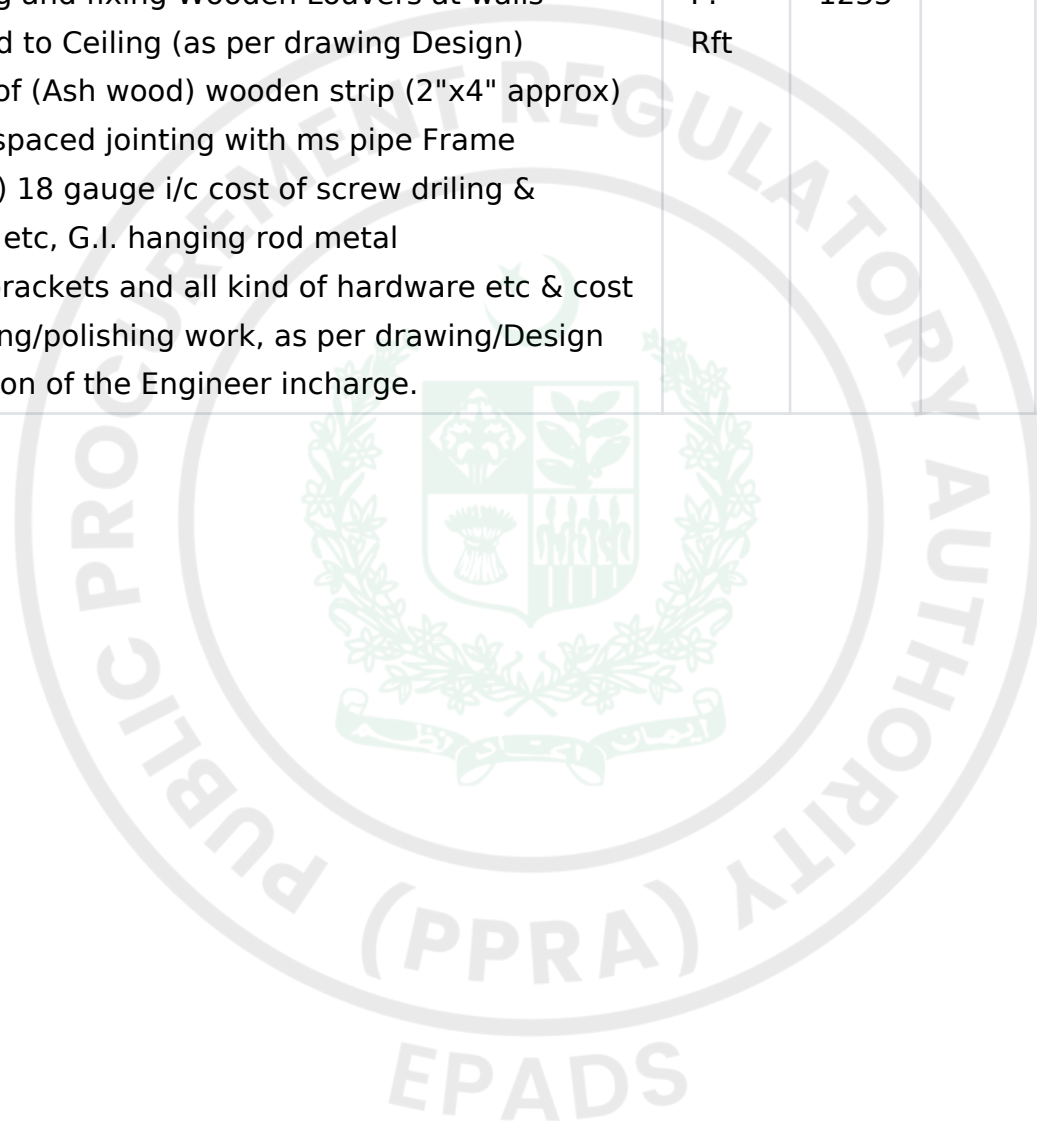 and fixing Wooden Louvers at walls
d to Ceiling (as per drawing Design) Rft
of (Ash wood) wooden strip (2"x4" approx)
spaced jointing with ms pipe Frame
) 18 gauge i/c cost of screw driling &
etc, G.I. hanging rod metal
rackets and all kind of hardware etc & cost
ng/polishing work, as per drawing/Design
on of the Engineer incharge.
PUBLIC PROCUREMENT REGULATORY AUTHORITY
(PPRA)
EPADS